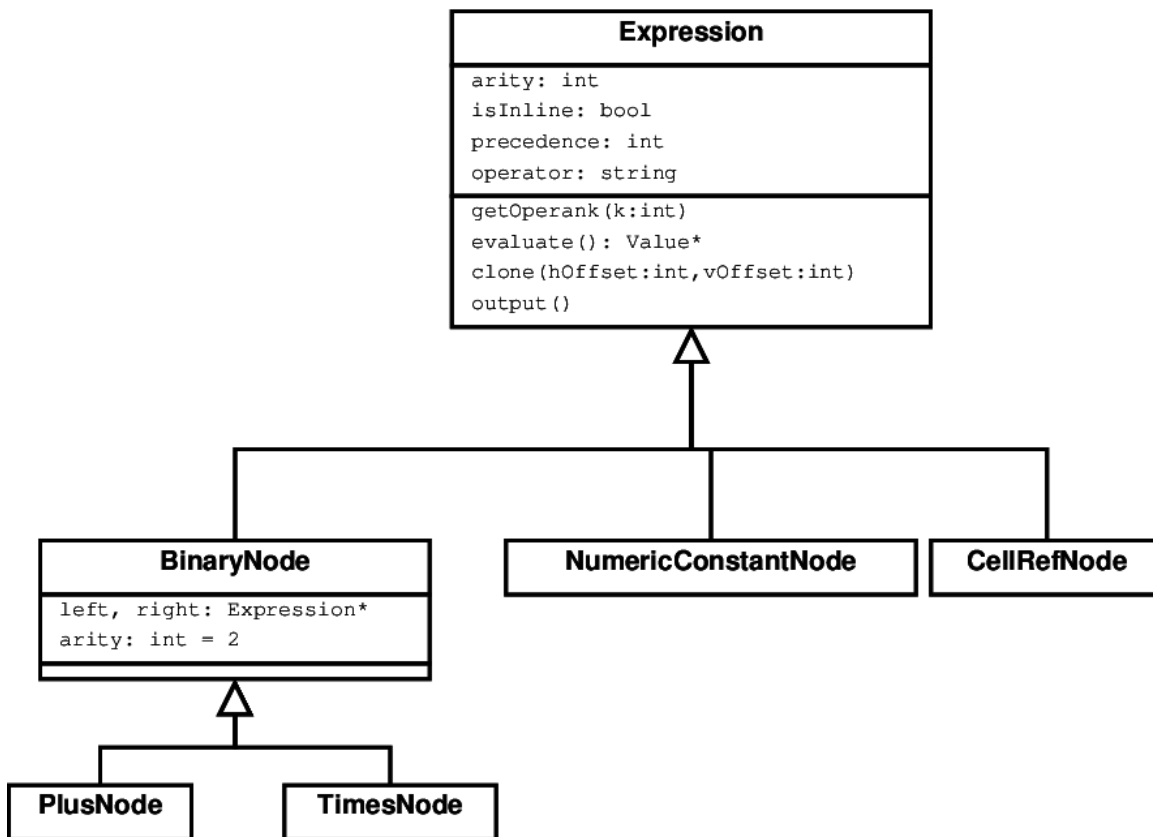 Expression
arity: int
isInline: bool
precedence: int
operator: string
getOperank(k:int)
evaluate(): Value*
clone(hOffset:int,vOffset:int)
output()
BinaryNode
left, right: Expression*
arity: int = 2
NumericConstantNode
CellRefNode
PlusNode
TimesNode